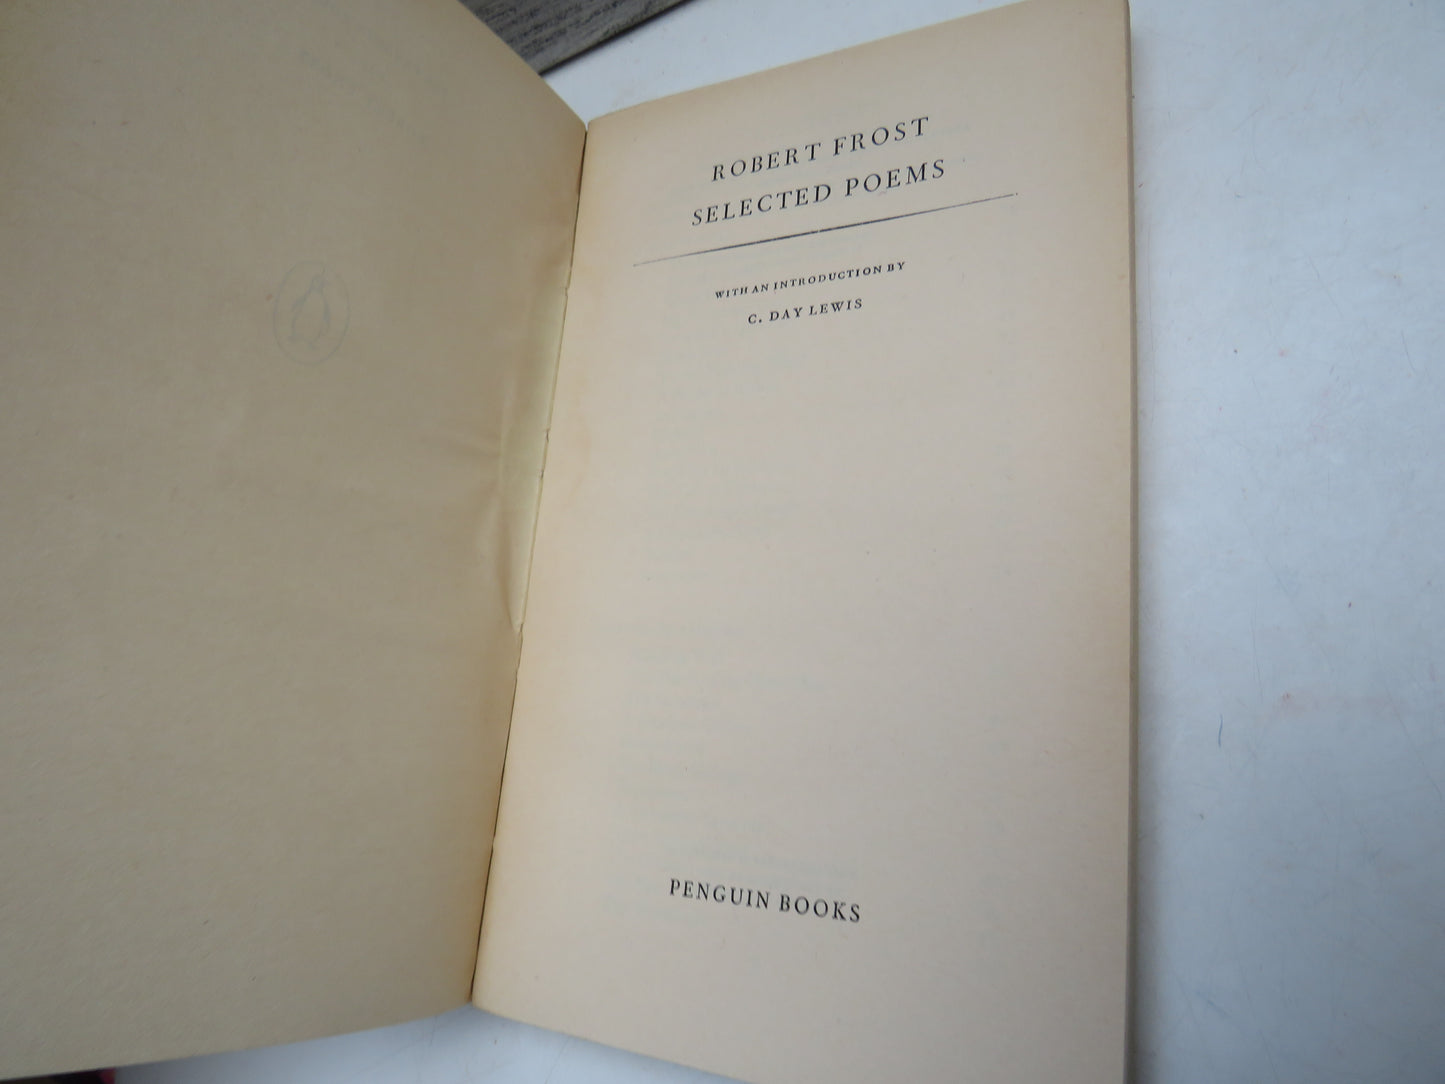 ROBERT FROST
SELECTED POEMS
WITH AN INTRODUCTION BY
C. DAY LEWIS
PENGUIN BOOKS